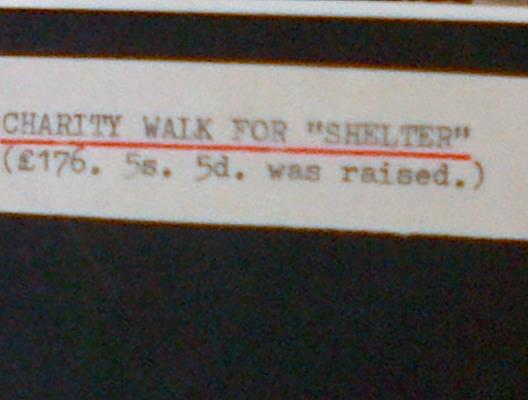 CHARITY WALK FOR "SHELTER"
(£176. 5s. 5d. was raised.)